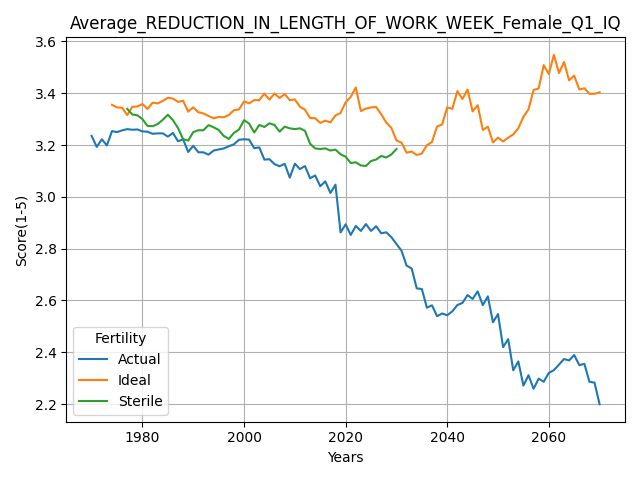 Average_REDUCTION_IN_LENGTH_OF_WORK_WEEK_Female_Q1_IQ
Score(1-5)
3.6
3.4
3.2
3.0
2.8
2.6
2.4
2.2
Fertility
Actual
Ideal
Sterile
1980 2000 2020 2040 2060
Years